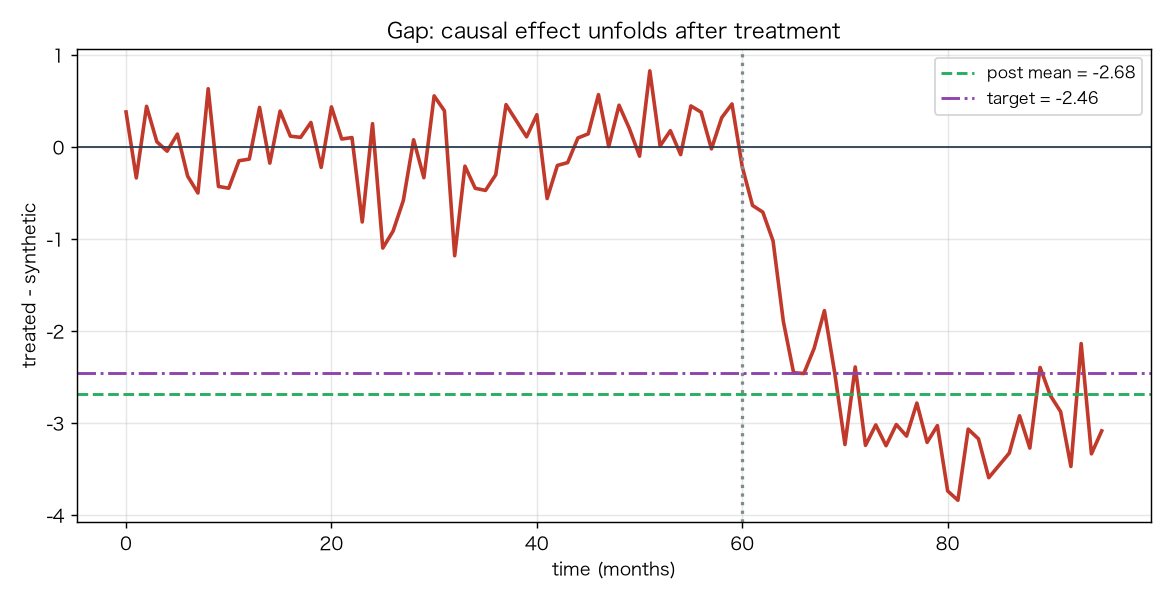 Gap: causal effect unfolds after treatment
post mean = -2.68
target = -2.46
treated - synthetic
1
0
-1
-2
-3
-4
0 20 40 60 80
time (months)